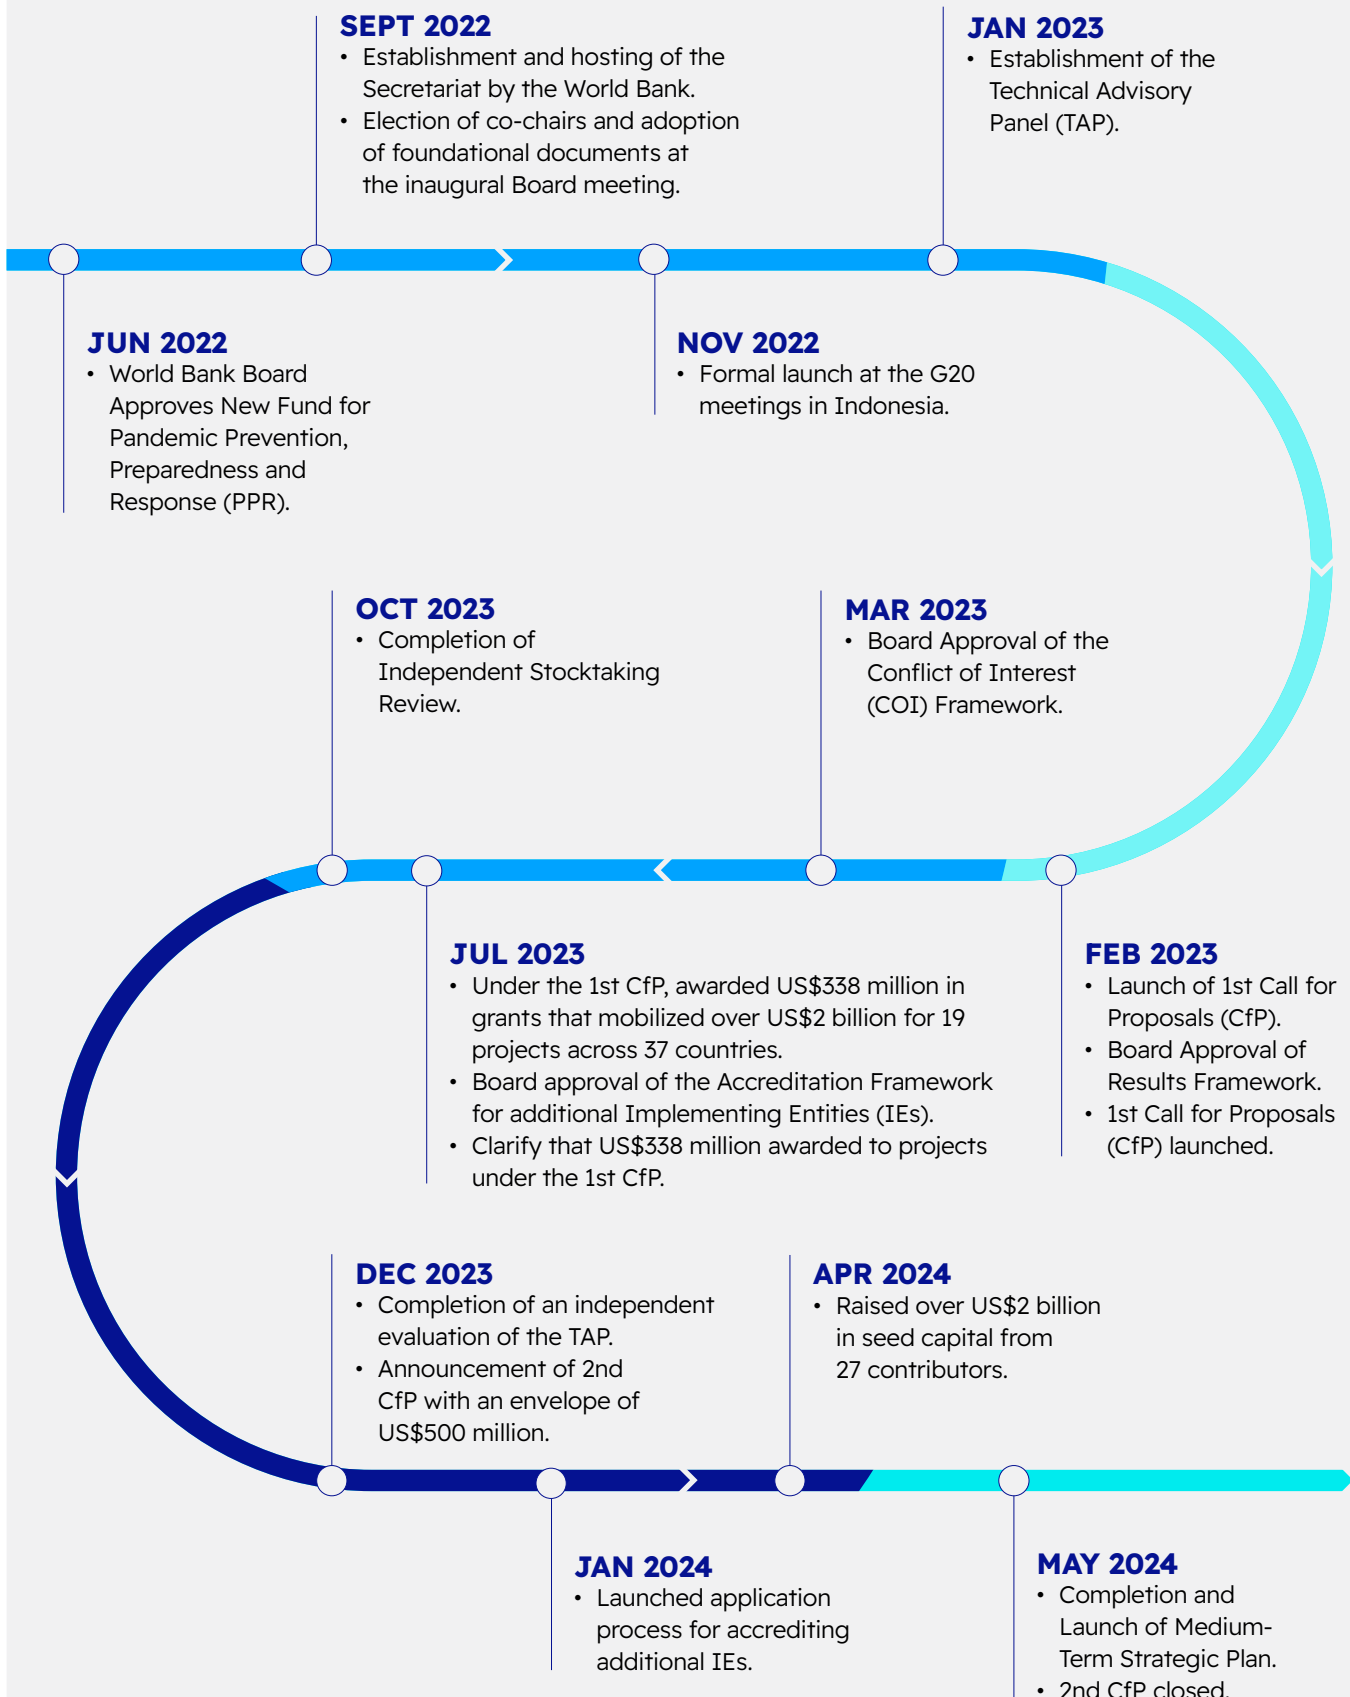 SEPT 2022
• Establishment and hosting of the
Secretariat by the World Bank.
• Election of co-chairs and adoption
of foundational documents at
the inaugural Board meeting.
JAN 2023
• Establishment of the
Technical Advisory
Panel (TAP).
JUN 2022
• World Bank Board
Approves New Fund for
Pandemic Prevention,
Preparedness and
Response (PPR).
NOV 2022
• Formal launch at the G20
meetings in Indonesia.
OCT 2023
• Completion of
Independent Stocktaking
Review.
MAR 2023
• Board Approval of the
Conflict of Interest
(COI) Framework.
JUL 2023
• Under the 1st CfP, awarded US$338 million in
grants that mobilized over US$2 billion for 19
projects across 37 countries.
• Board approval of the Accreditation Framework
for additional Implementing Entities (IEs).
• Clarify that US$338 million awarded to projects
under the 1st CfP.
FEB 2023
• Launch of 1st Call for
Proposals (CfP).
• Board Approval of
Results Framework.
• 1st Call for Proposals
(CfP) launched.
DEC 2023
• Completion of an independent
evaluation of the TAP.
• Announcement of 2nd
CfP with an envelope of
US$500 million.
APR 2024
• Raised over US$2 billion
in seed capital from
27 contributors.
JAN 2024
• Launched application
process for accrediting
additional IEs.
MAY 2024
• Completion and
Launch of Medium-
Term Strategic Plan.
• 2nd CfP closed.